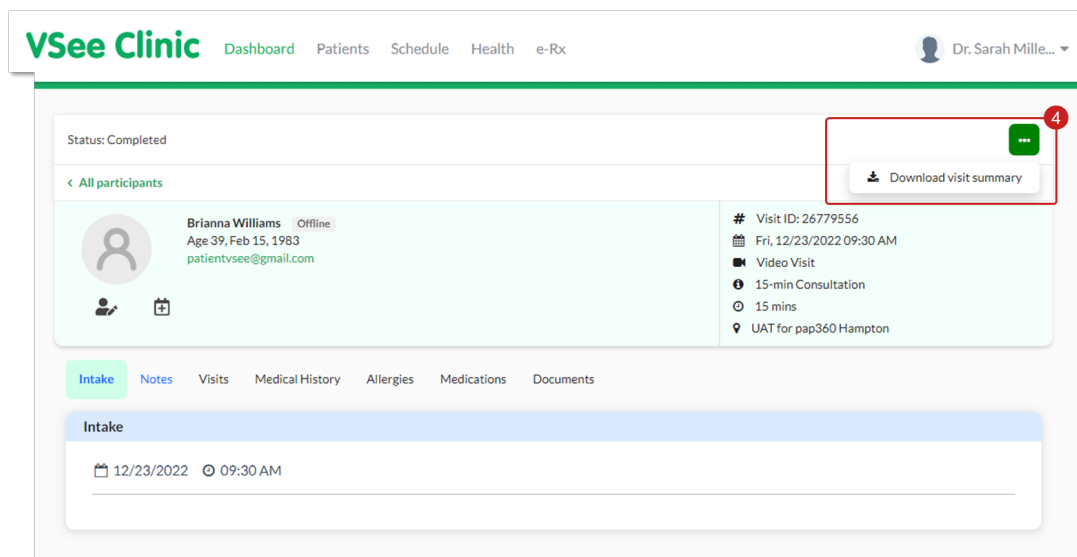 VSee Clinic Dashboard Patients Schedule Health e-Rx Dr. Sarah Mille...
4
Status: Completed
Download visit summary
< All participants
Brianna Williams Offline
Age 39, Feb 15, 1983
patientvsee@gmail.com
# Visit ID: 26779556
Fri, 12/23/2022 09:30 AM
Video Visit
15-min Consultation
15 mins
UAT for pap360 Hampton
Intake Notes Visits Medical History Allergies Medications Documents
Intake
12/23/2022 09:30 AM